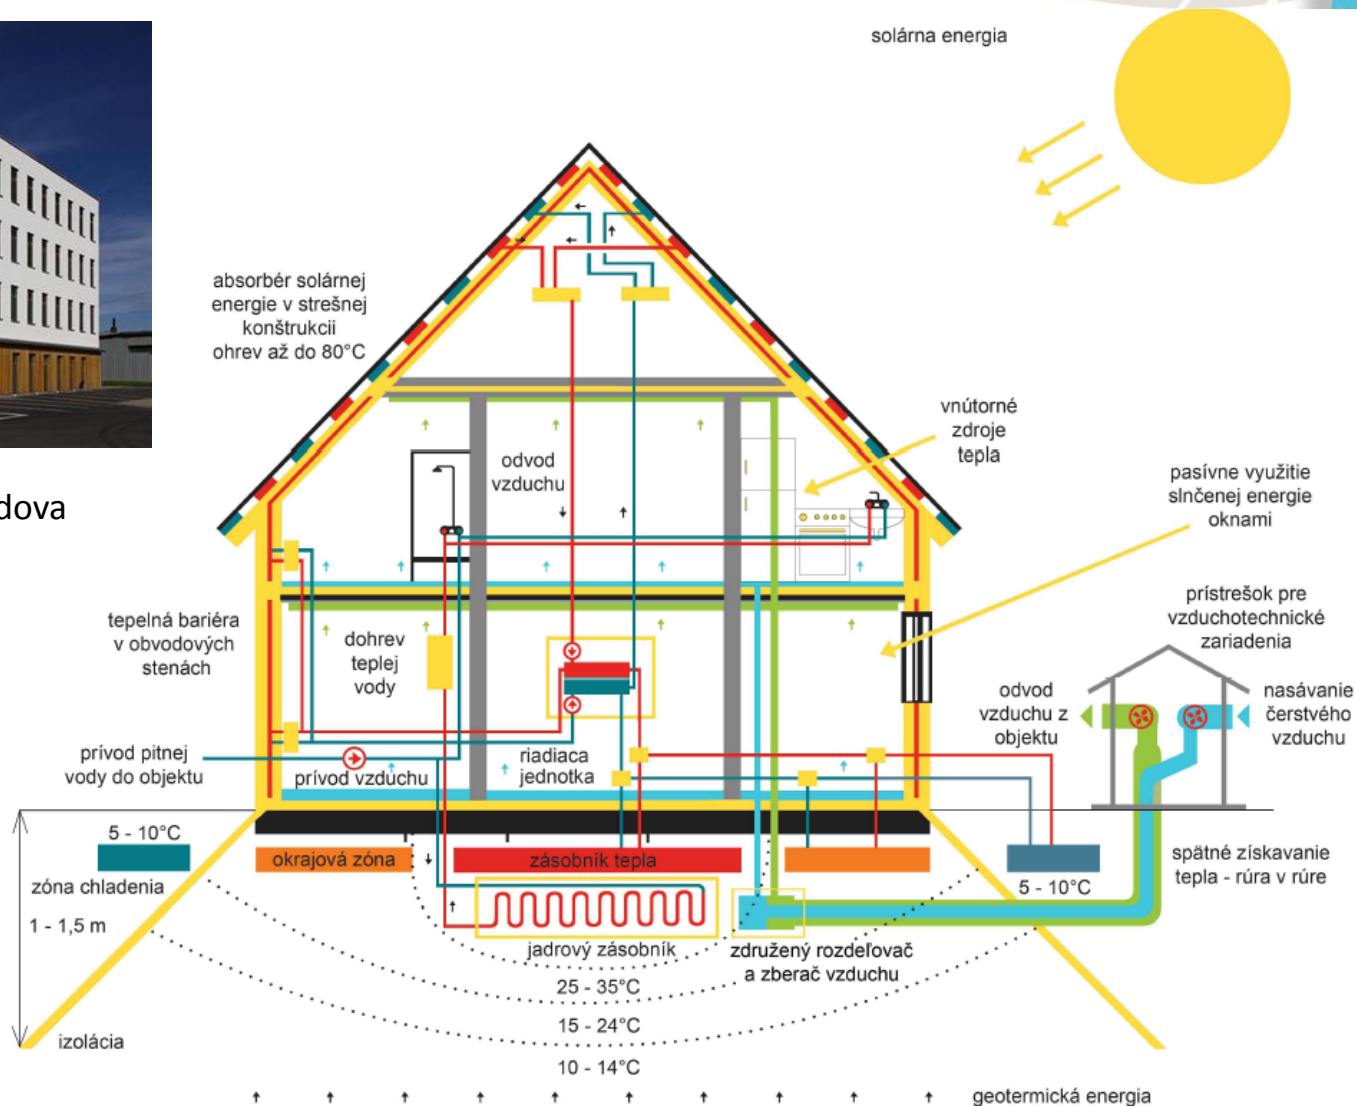 solárna energia
absorbér solárnej
energie v strešnej
konštrukcii
ohrev až do 80°C
vnútorné
zdroje
tepla
odvod
vzduchu
pasívne využitie
slnčenej energie
oknami
dova
tepelná bariéra
v obvodových
stenách
dohrev
teplej
vody
prístrešok pre
vzduchotechnické
zariadenia
odvod
vzduchu z
objektu
nasávanie
čerstvého
vzduchu
prívod pitnej
vody do objektu
prívod vzduchu
riadiaca
jednotka
5 - 10°C
zóna chladenia
1 - 1,5 m
okrajová zóna
zásobník tepla
5 - 10°C
spätné získavanie
tepla - rúra v rúre
jadrový zásobník
združený rozdeľovač
a zberač vzduchu
25 - 35°C
15 - 24°C
10 - 14°C
izolácia
geotermická energia